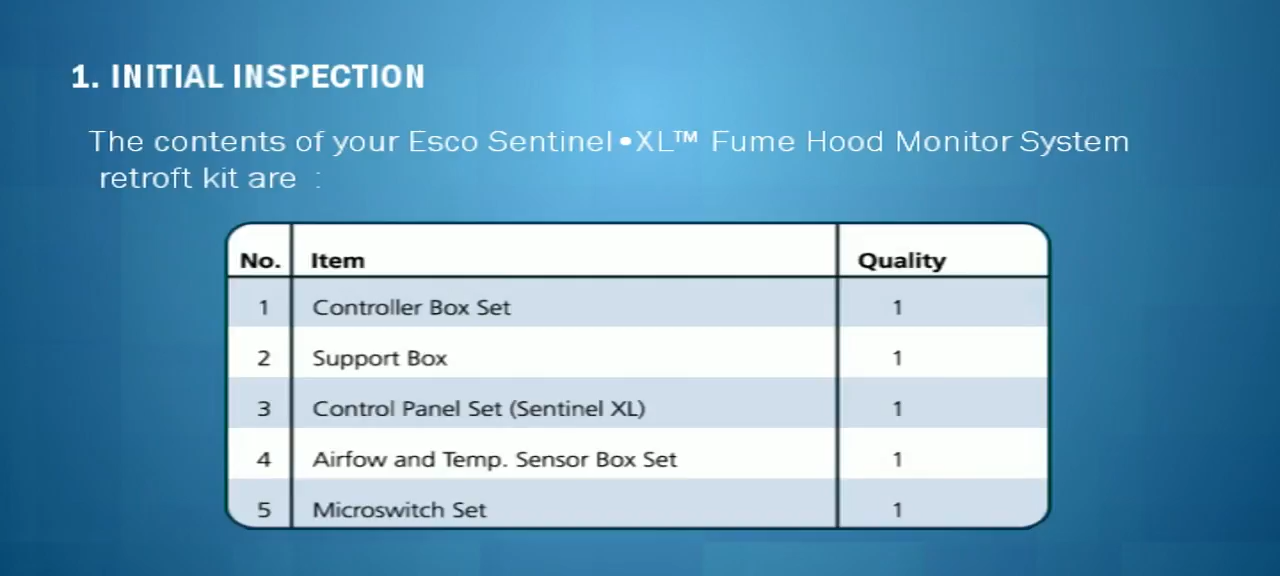 1. INITIAL INSPECTION
The contents of your Esco Sentinel•XL™ Fume Hood Monitor System
retroft kit are :
No. Item Quality
1 Controller Box Set 1
2 Support Box 1
3 Control Panel Set (Sentinel XL) 1
4 Airfow and Temp. Sensor Box Set 1
5 Microswitch Set 1